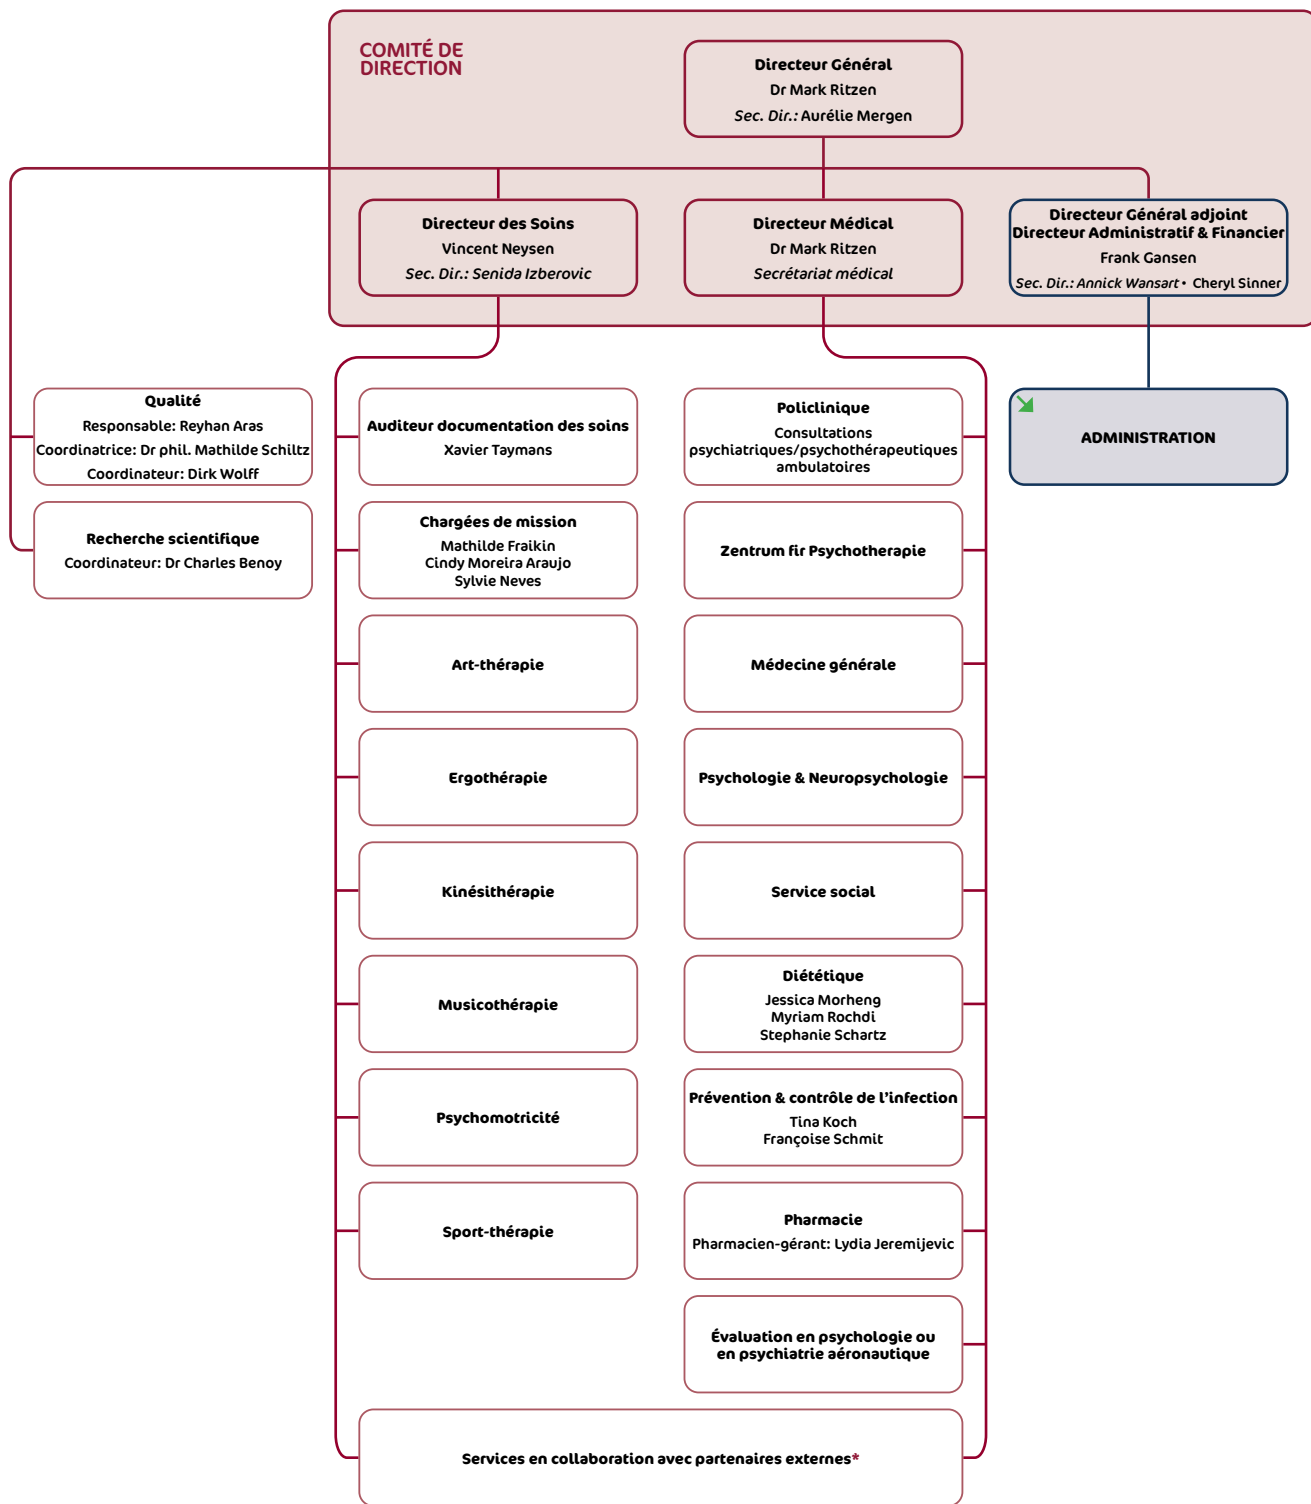 COMITÉ DE
DIRECTION
Directeur Général
Dr Mark Ritzen
Sec. Dir.: Aurélie Mergen
Directeur des Soins
Vincent Neysen
Sec. Dir.: Senida Izberovic
Directeur Médical
Dr Mark Ritzen
Secrétariat médical
Directeur Général adjoint
Directeur Administratif & Financier
Frank Gansen
Sec. Dir.: Annick Wansart • Cheryl Sinner
Qualité
Responsable: Reyhan Aras
Coordinatrice: Dr phil. Mathilde Schiltz
Coordinateur: Dirk Wolff
Recherche scientifique
Coordinateur: Dr Charles Benoy
Auditeur documentation des soins
Xavier Taymans
Chargées de mission
Mathilde Fraikin
Cindy Moreira Araujo
Sylvie Neves
Art-thérapie
Ergothérapie
Kinésithérapie
Musicothérapie
Psychomotricité
Sport-thérapie
Policlinique
Consultations
psychiatriques/psychothérapeutiques
ambulatoires
Zentrum fir Psychotherapie
Médecine générale
Psychologie & Neuropsychologie
Service social
Diététique
Jessica Morheng
Myriam Rochdi
Stephanie Schartz
Prévention & contrôle de l'infection
Tina Koch
Françoise Schmit
Pharmacie
Pharmacien-gérant: Lydia Jeremijevic
Évaluation en psychologie ou
en psychiatrie aéronautique
ADMINISTRATION
Services en collaboration avec partenaires externes*